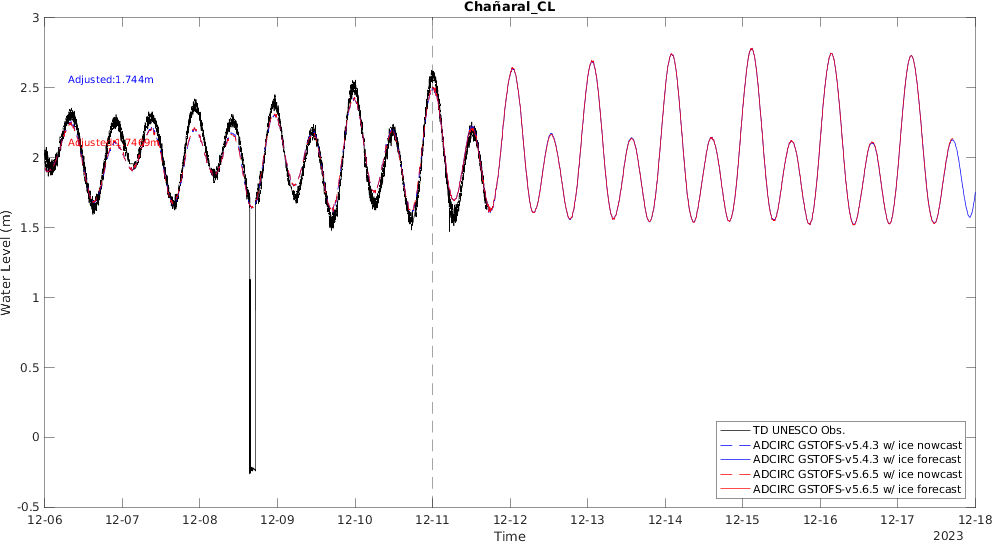 Chañaral_CL
3
2.5
2
1.5
1
0.5
0
-0.5
Water Level (m)
Adjusted:1.744m
Adjusted:1.7469m
TD UNESCO Obs.
ADCIRC GSTOFS-v5.4.3 w/ ice nowcast
ADCIRC GSTOFS-v5.4.3 w/ ice forecast
ADCIRC GSTOFS-v5.6.5 w/ ice nowcast
ADCIRC GSTOFS-v5.6.5 w/ ice forecast
12-06 12-07 12-08 12-09 12-10 12-11 12-12 12-13 12-14 12-15 12-16 12-17 12-18
Time
2023